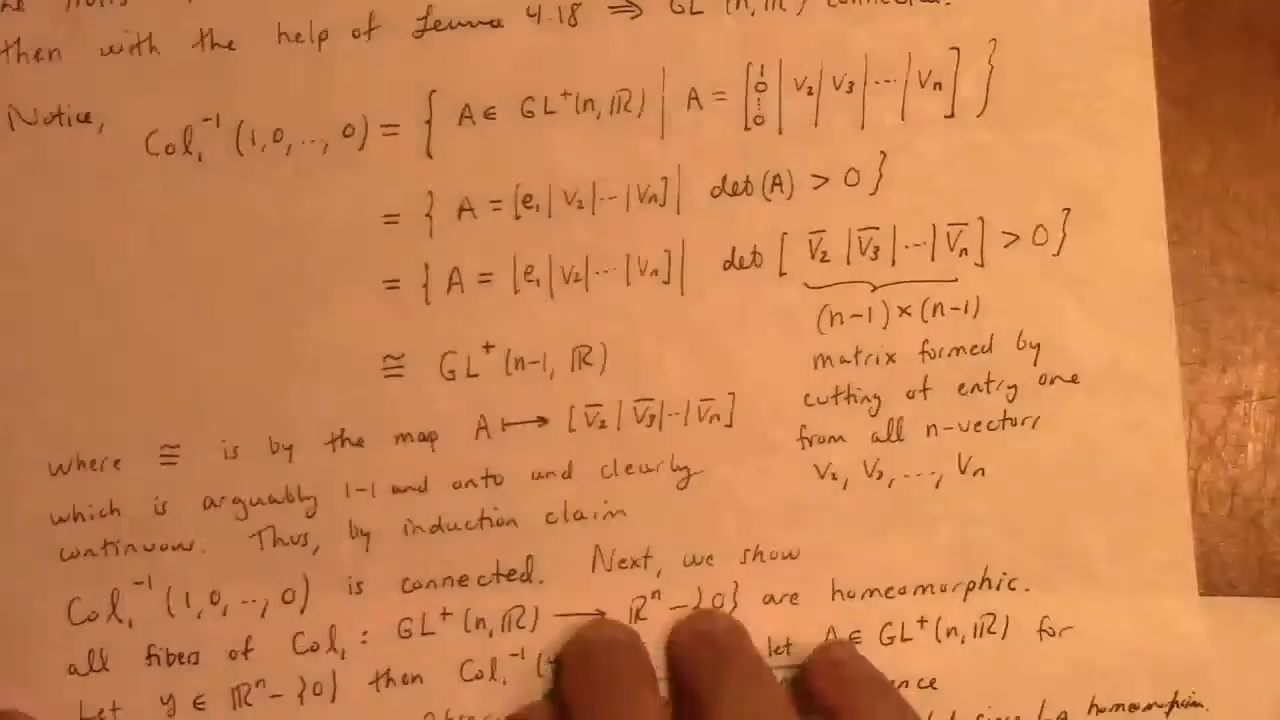 then with the help of Lemma 4.18 ⇒ GL (n, ℝ) connected.
Notice, Col₁⁻¹(1,0,..,0) = { A ∈ GL⁺(n, ℝ) | A = [ 1 0 ⋮ 0 | V₂ | V₃ | ⋯ | Vₙ ] }
= { A = [e₁ | V₂ | ⋯ | Vₙ] | det(A) > 0 }
= { A = [e₁ | V₂ | ⋯ | Vₙ] | det [ V̅₂ | V̅₃ | ⋯ | V̅ₙ ] > 0 }
(n-1) × (n-1)
matrix formed by
cutting of entry one
from all n-vectors
V₂, V₃, ..., Vₙ
≅ GL⁺(n-1, ℝ)
where ≅ is by the map A ⟼ [ V̅₂ | V̅₃ | ⋯ | V̅ₙ ]
which is arguably 1-1 and onto and clearly
continuous. Thus, by induction claim
Col₁⁻¹(1,0,..,0) is connected. Next, we show
all fibers of Col₁ : GL⁺(n, ℝ) ⟶ ℝⁿ - {0} are homeomorphic.
Let y ∈ ℝⁿ - {0} then Col₁⁻¹( let A ∈ GL⁺(n, ℝ) for